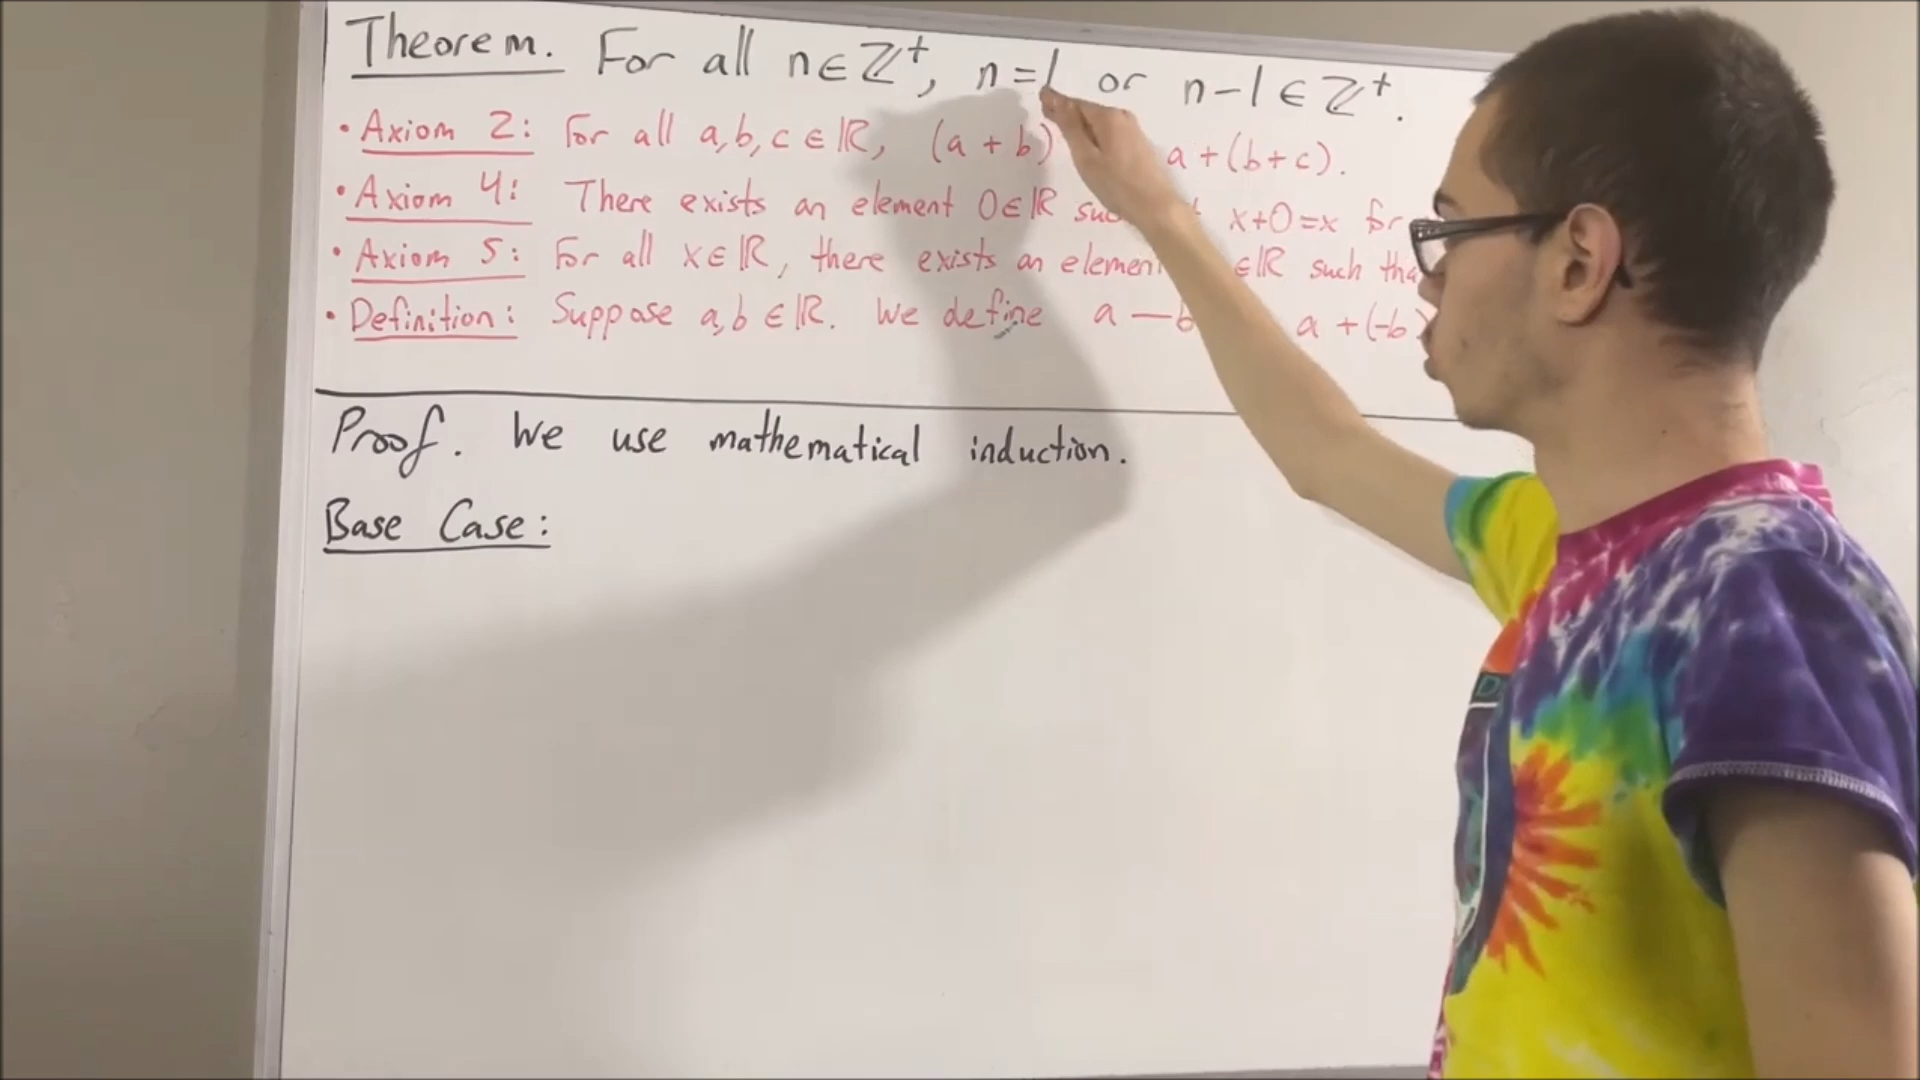 Theorem. For all n∈ℤ⁺, n=1 or n-1∈ℤ⁺.
• Axiom 2: For all a,b,c∈ℝ, (a+b) a+(b+c).
• Axiom 4: There exists an element 0∈ℝ x+0=x for
• Axiom 5: For all x∈ℝ, there exists an element ∈ℝ such
• Definition: Suppose a,b∈ℝ. We define a-b a+(-b)
Proof. We use mathematical induction.
Base Case: